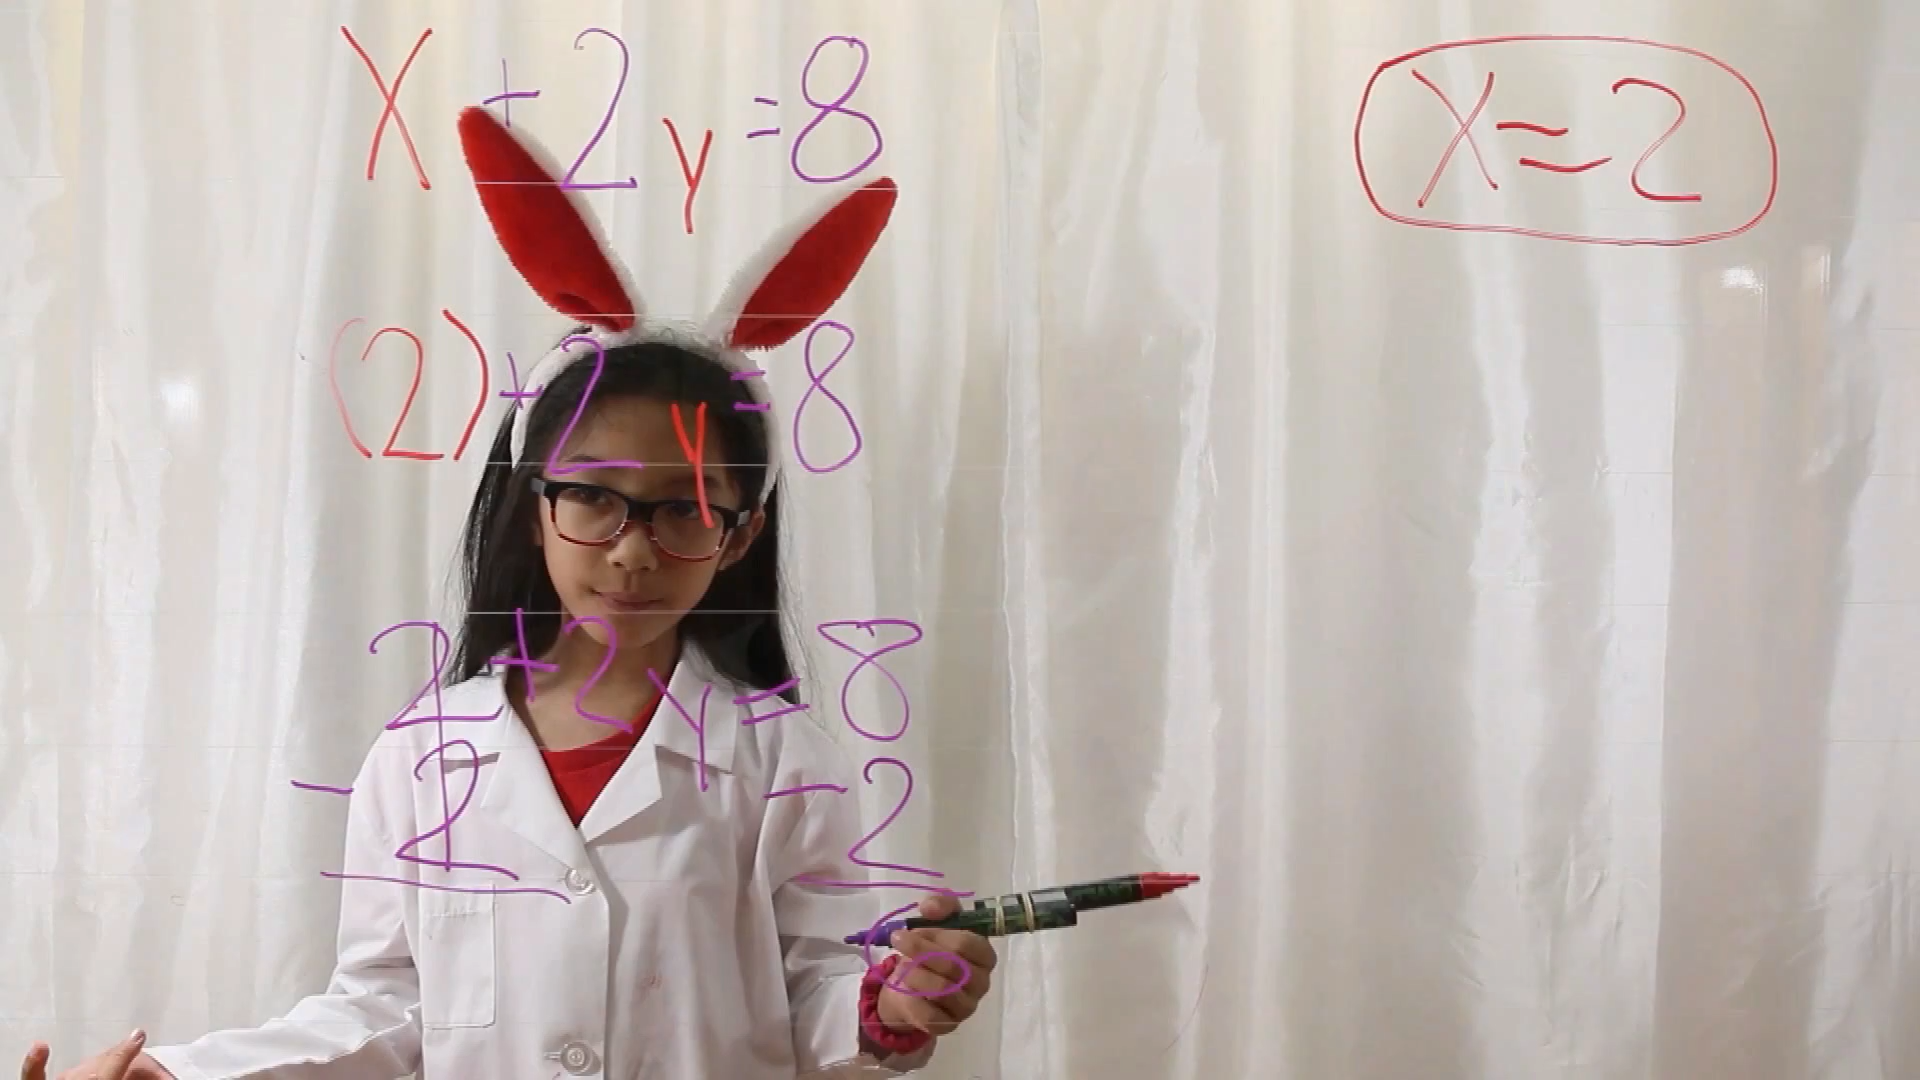 x + 2y = 8
x = 2
(2) + 2y = 8
2 + 2y = 8
- 2 - 2
6